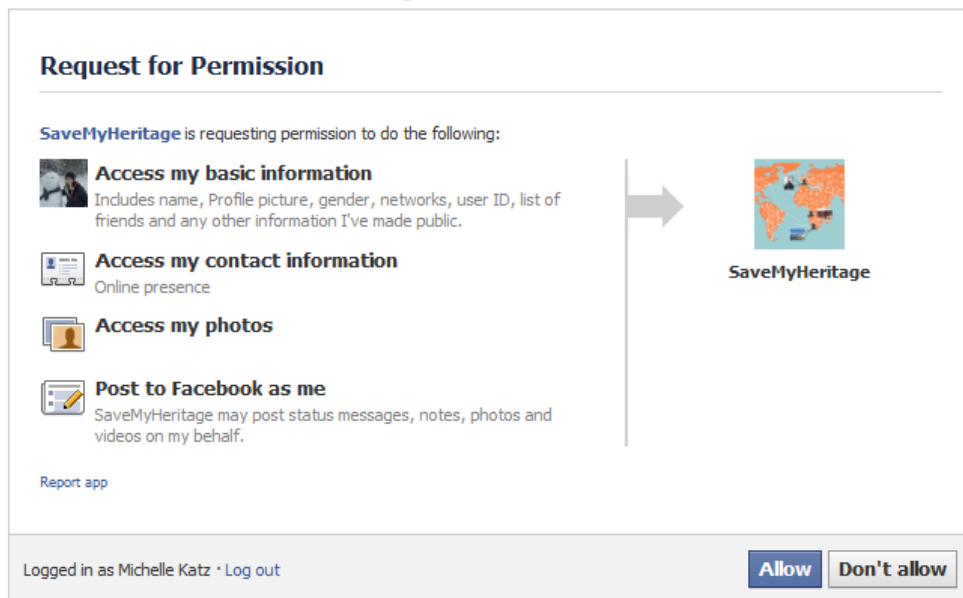 Request for Permission
SaveMyHeritage is requesting permission to do the following:
Access my basic information
Includes name, Profile picture, gender, networks, user ID, list of
friends and any other information I've made public.
Access my contact information
Online presence
Access my photos
Post to Facebook as me
SaveMyHeritage may post status messages, notes, photos and
videos on my behalf.
SaveMyHeritage
Report app
Logged in as Michelle Katz · Log out
Allow
Don't allow